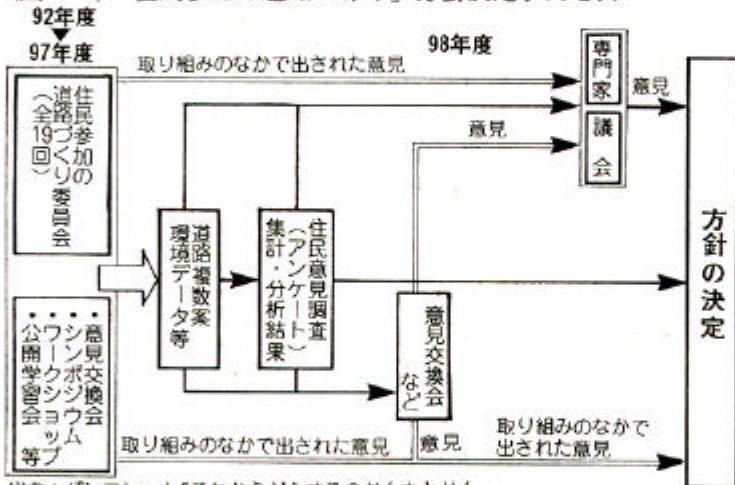 92年度
▼
97年度
98年度
取り組みのなかで出された意見
専門家
議会
意見
意見
住民参加の
道路づくり委員会
（全19回）
道路複数案
環境データ等
住民意見調査
（アンケート）
集計・分析結果
方針の決定
・意見交換会
・シンポジウム
・ワークショップ
・公開学習会 等
意見交換会
など
取り組みのなかで出された意見
意見
取り組みのなかで
出された意見